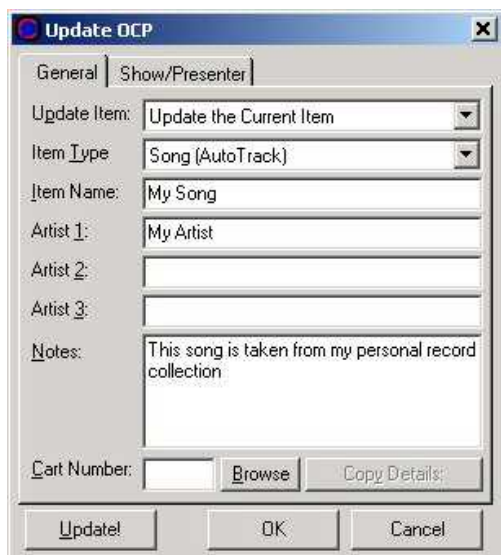 Update OCP
General Show/Presenter
Update Item: Update the Current Item
Item Type Song (AutoTrack)
Item Name: My Song
Artist 1: My Artist
Artist 2:
Artist 3:
Notes: This song is taken from my personal record
collection
Cart Number: Browse Copy Details:
Update! OK Cancel